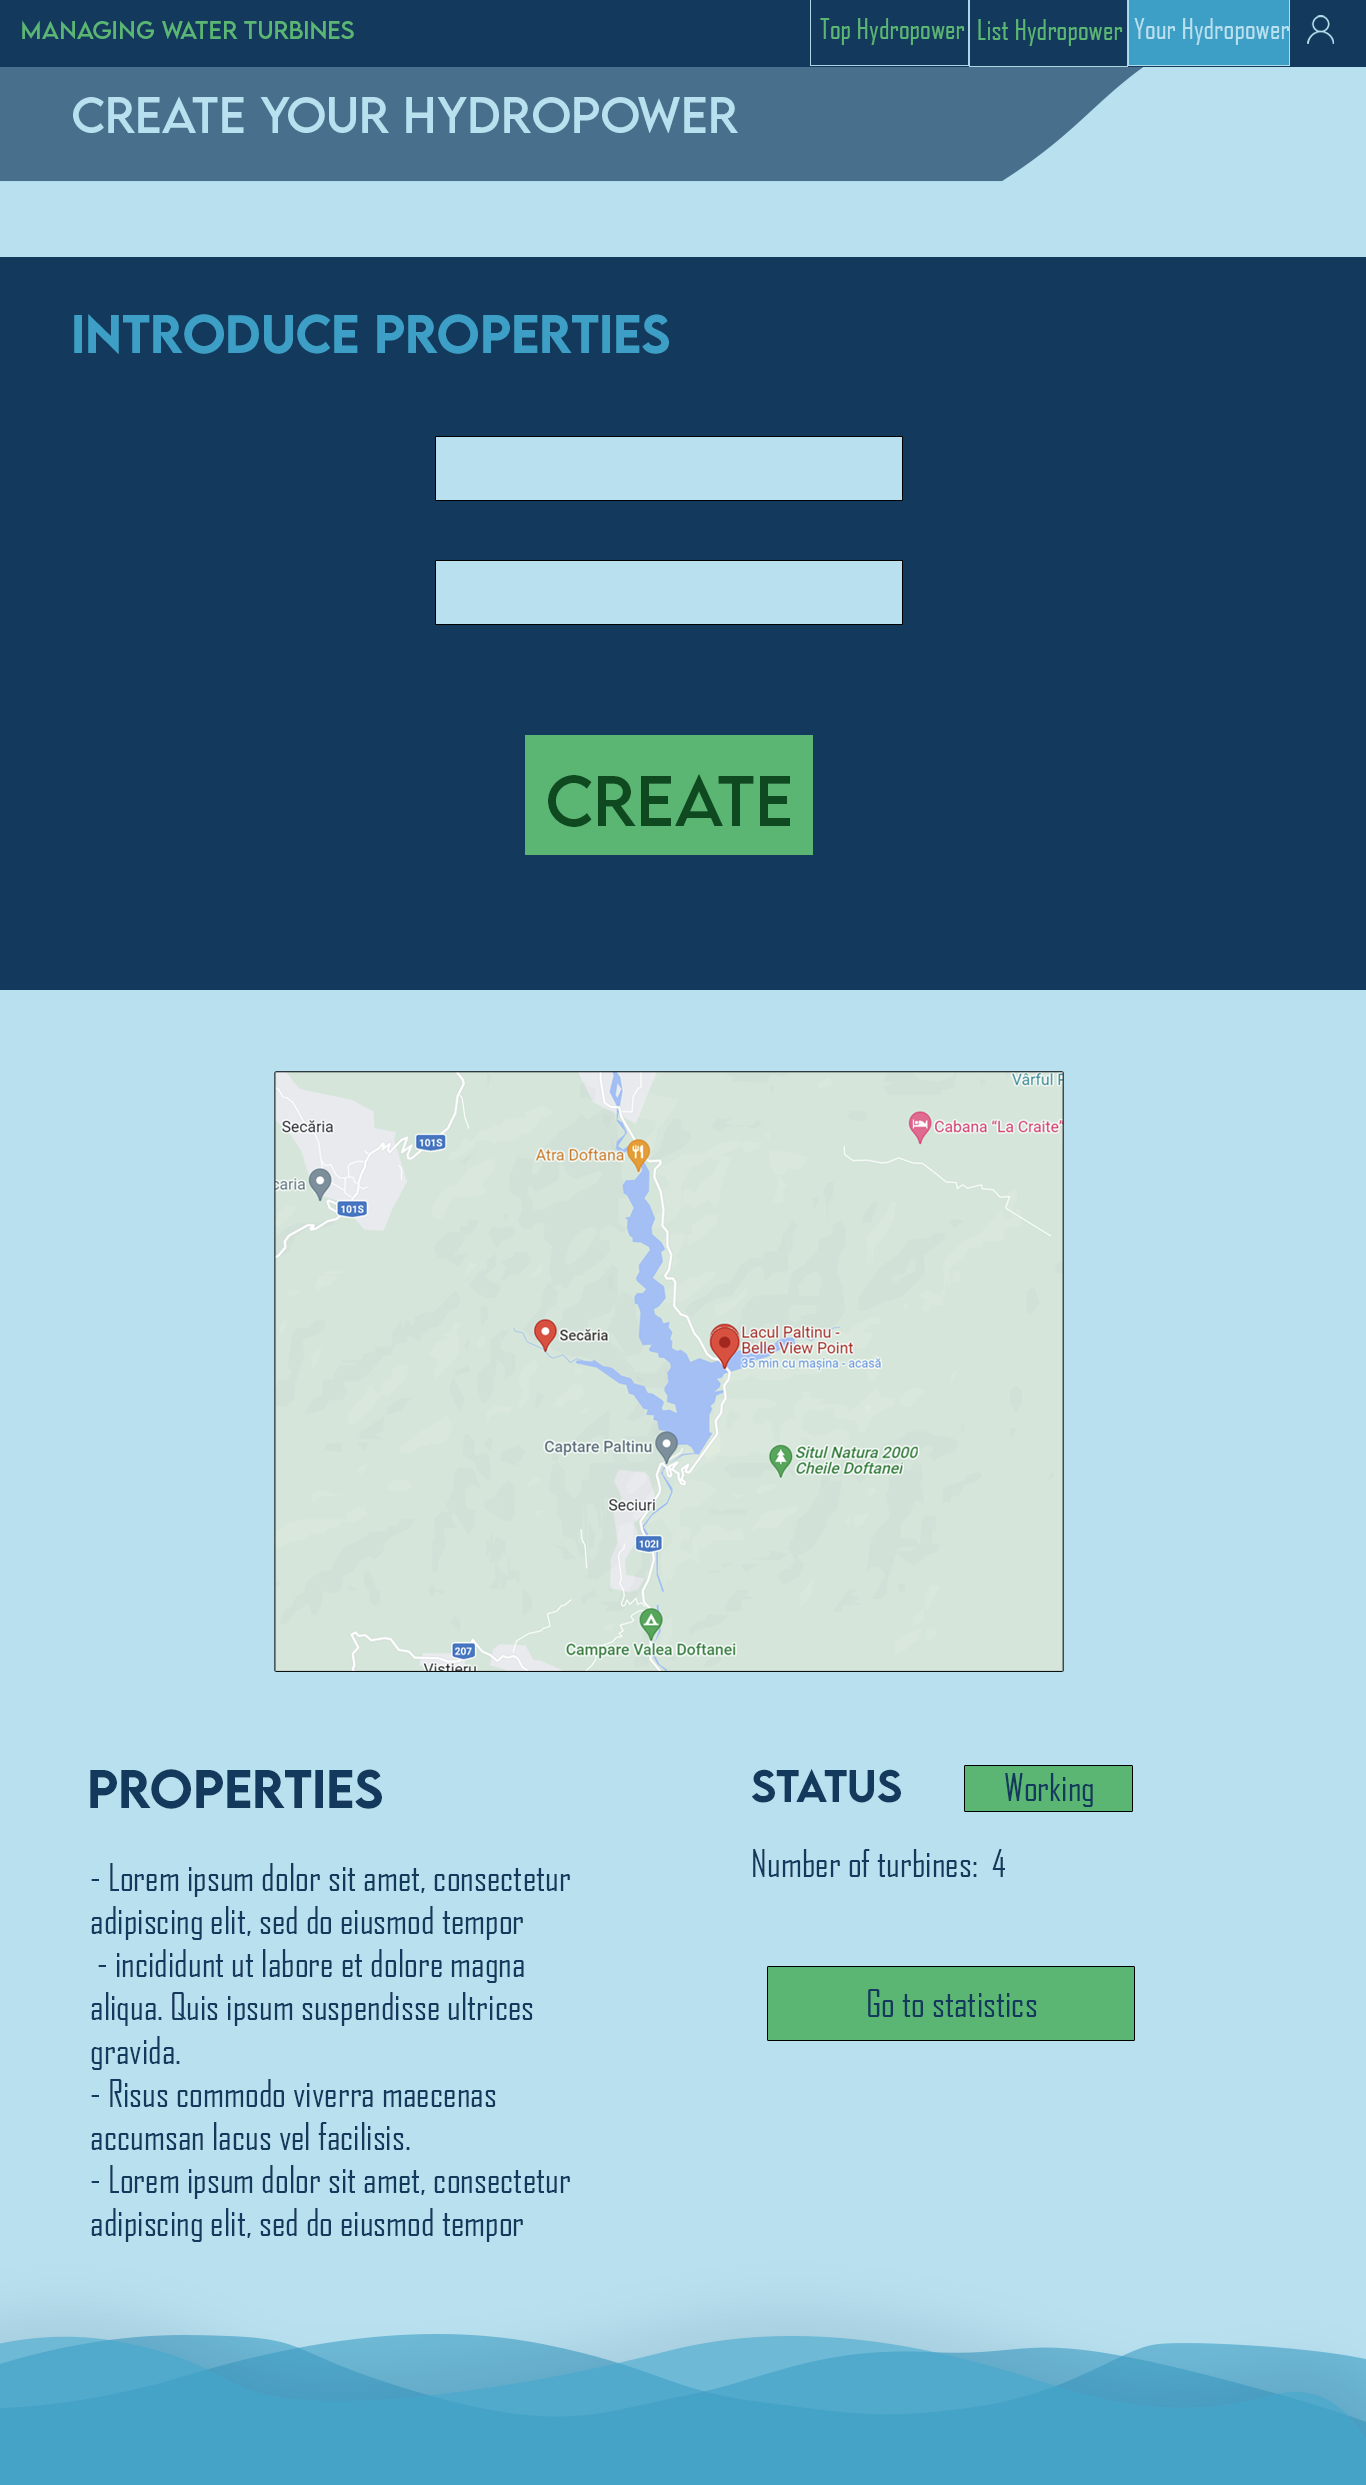 MANAGING WATER TURBINES
Top Hydropower
List Hydropower
Your Hydropower
CREATE YOUR HYDROPOWER
INTRODUCE PROPERTIES
CREATE
Vârful
Secăria
101S
Cabana "La Craite"
Atra Doftana
caria
101S
Secăria
Lacul Paltinu -
Belle View Point
35 min cu mașina - acasă
Captare Paltinu
Situl Natura 2000
Cheile Doftanei
Seciuri
102I
Campare Valea Doftanei
207
Vistieru
PROPERTIES
- Lorem ipsum dolor sit amet, consectetur
adipiscing elit, sed do eiusmod tempor
- incididunt ut labore et dolore magna
aliqua. Quis ipsum suspendisse ultrices
gravida.
- Risus commodo viverra maecenas
accumsan lacus vel facilisis.
- Lorem ipsum dolor sit amet, consectetur
adipiscing elit, sed do eiusmod tempor
STATUS
Working
Number of turbines: 4
Go to statistics